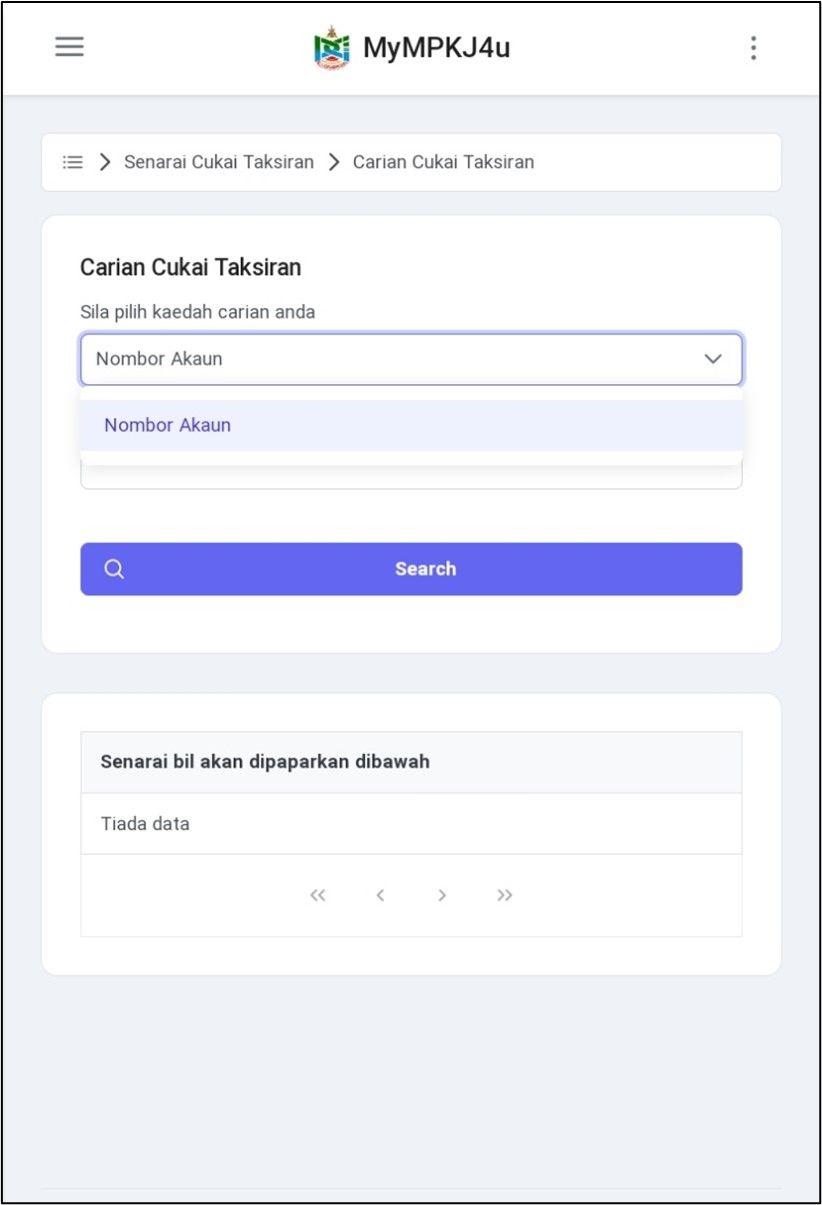 MyMPKJ4u
Senarai Cukai Taksiran Carian Cukai Taksiran
Carian Cukai Taksiran
Sila pilih kaedah carian anda
Nombor Akaun
Nombor Akaun
Search
Senarai bil akan dipaparkan dibawah
Tiada data